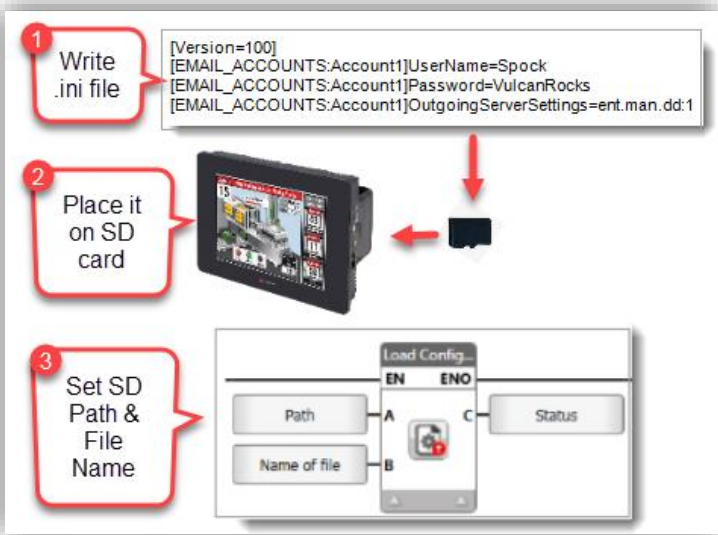 1
Write
.ini file
[Version=100]
[EMAIL_ACCOUNTS:Account1]UserName=Spock
[EMAIL_ACCOUNTS:Account1]Password=VulcanRocks
[EMAIL_ACCOUNTS:Account1]OutgoingServerSettings=ent.man.dd:1
2
Place it
on SD
card
15
3
Set SD
Path &
File
Name
Load Config...
EN ENO
Path A C Status
Name of file B